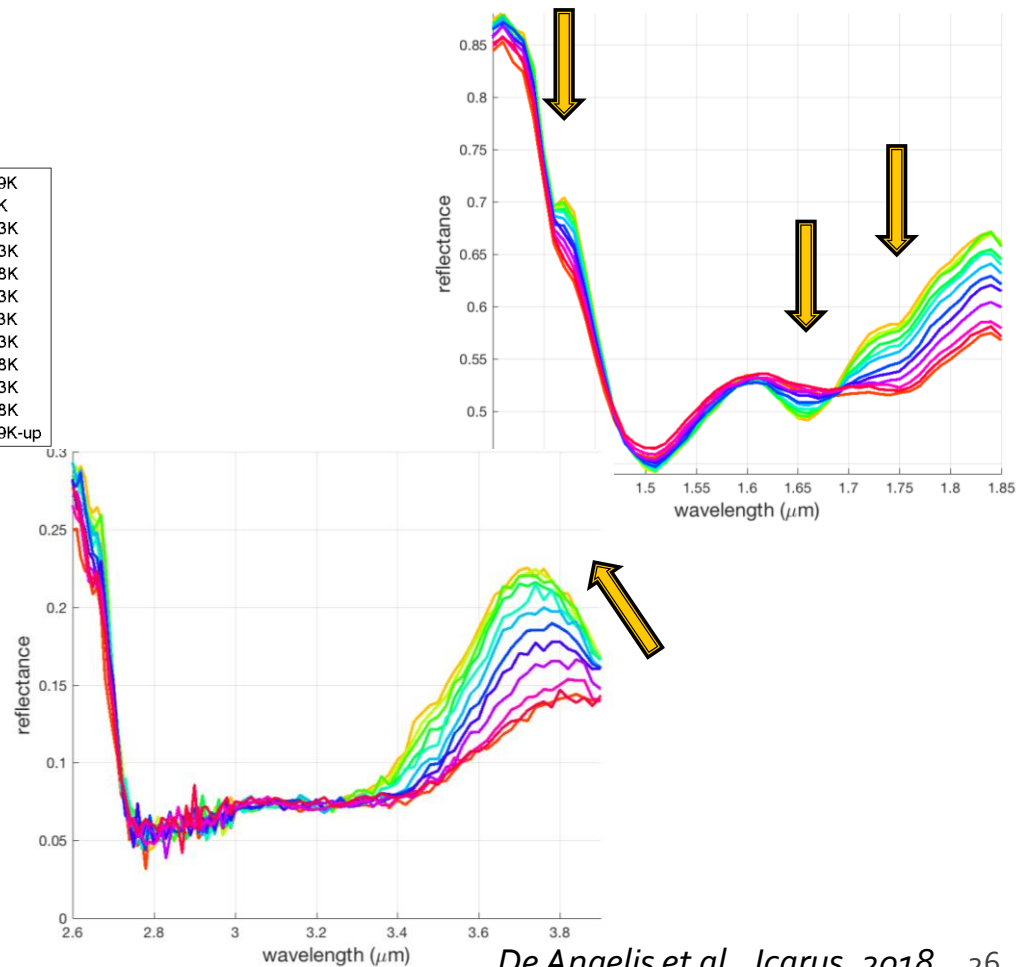 0.85
0.8
0.75
0.7
0.65
0.6
0.55
0.5
reflectance
1.5 1.55 1.6 1.65 1.7 1.75 1.8 1.85
wavelength (μm)
9K
K
3K
3K
8K
3K
3K
3K
8K
3K
8K
9K-up
0.3
0.25
0.2
0.15
0.1
0.05
0
reflectance
2.6 2.8 3 3.2 3.4 3.6 3.8
wavelength (μm)
De Angelis et al., Icarus, 2018 26